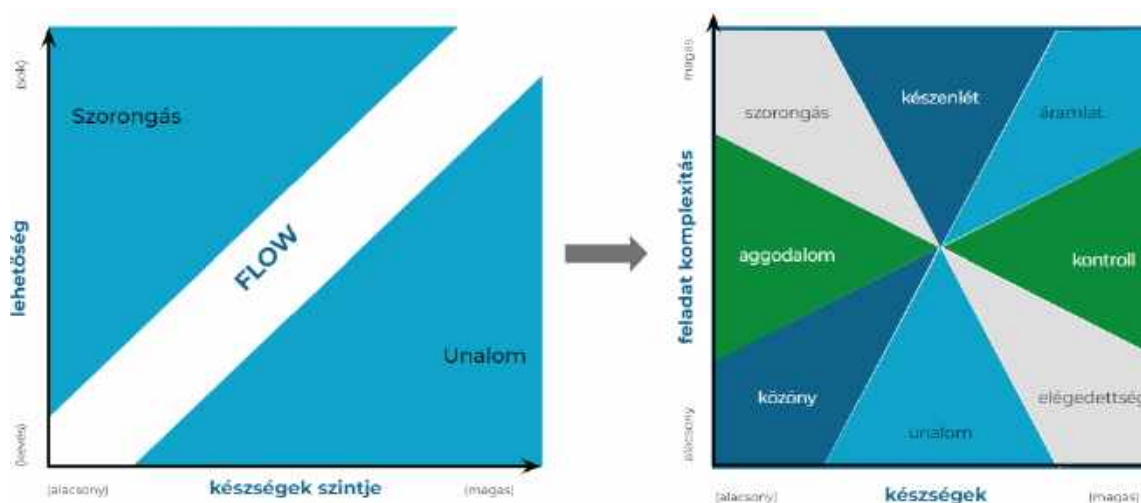 (sok)
Szorongás
lehetőség
FLOW
Unalom
(kevés)
(alacsony)
készségek szintje
(magas)
magas
készenlét
szorongás
áramlat
feladat komplexitás
aggodalom
kontroll
közöny
elégedettség
unalom
alacsony
(alacsony)
készségek
(magas)